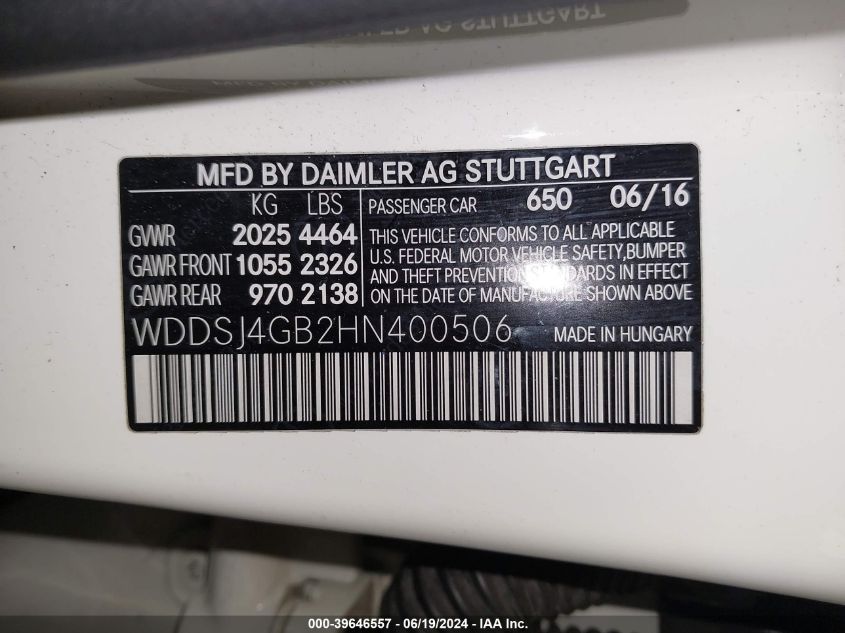 MFD BY DAIMLER AG STUTTGART
KG LBS
GVWR 2025 4464
GAWR FRONT 1055 2326
GAWR REAR 970 2138
PASSENGER CAR 650 06/16
THIS VEHICLE CONFORMS TO ALL APPLICABLE
U.S. FEDERAL MOTOR VEHICLE SAFETY,BUMPER
AND THEFT PREVENTION STANDARDS IN EFFECT
ON THE DATE OF MANUFACTURE SHOWN ABOVE
WDDSJ4GB2HN400506 MADE IN HUNGARY
000-39646557 - 06/19/2024 - IAA Inc.